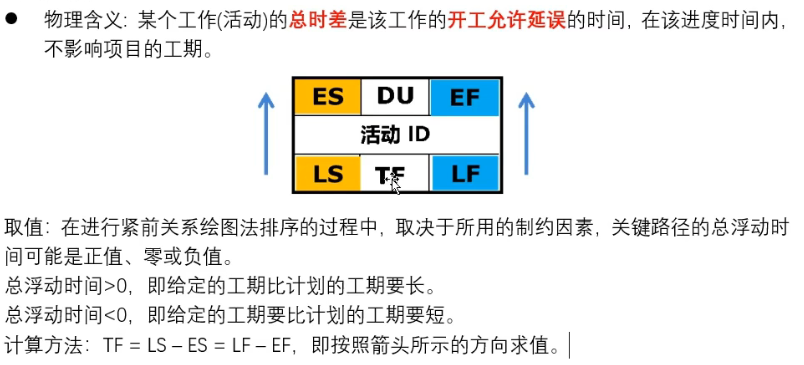 ● 物理含义: 某个工作(活动)的总时差是该工作的开工允许延误的时间, 在该进度时间内,
不影响项目的工期。
ES DU EF
活动 ID
LS TF LF
取值：在进行紧前关系绘图法排序的过程中，取决于所用的制约因素，关键路径的总浮动时
间可能是正值、零或负值。
总浮动时间>0，即给定的工期比计划的工期要长。
总浮动时间<0，即给定的工期要比计划的工期要短。
计算方法：TF = LS – ES = LF – EF，即按照箭头所示的方向求值。